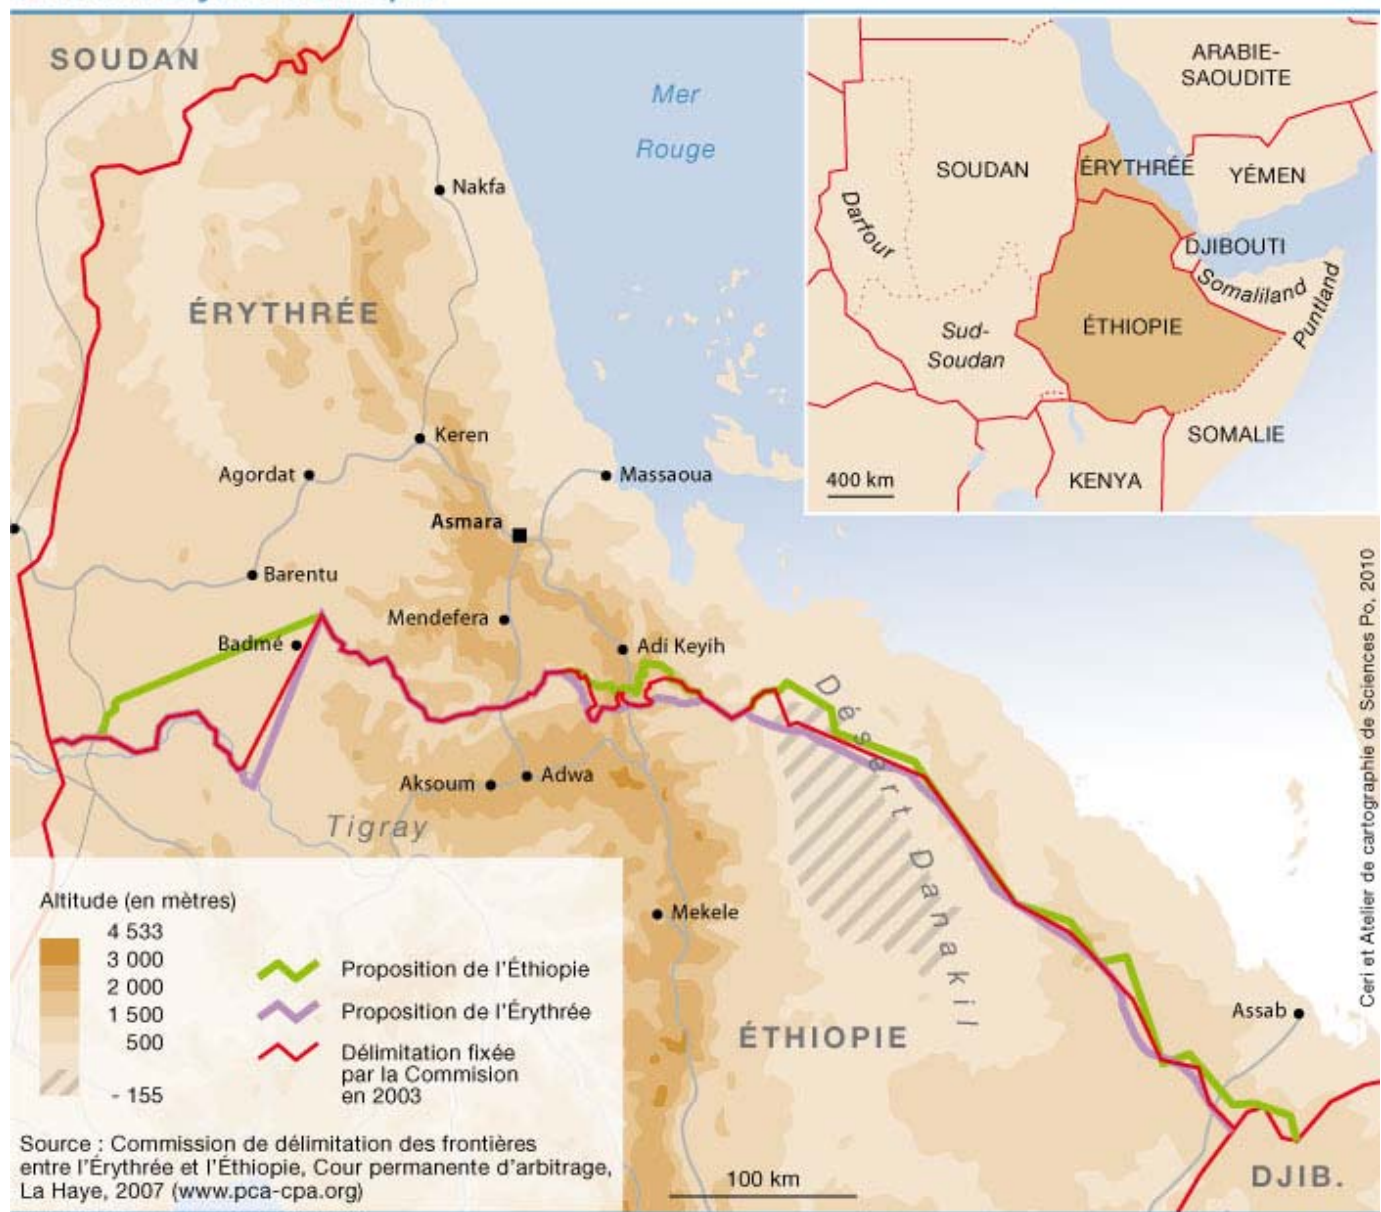 SOUDAN
Mer
Rouge
Nakfa
ÉRYTHRÉE
Keren
Agordat
Massaoua
Asmara
Barentu
Mendefera
Badmé
Adi Keyih
Désert Danakil
Aksoum
Adwa
Tigray
Mekele
ÉTHIOPIE
Assab
DJIB.
100 km
ARABIE-
SAOUDITE
SOUDAN
ÉRYTHRÉE
YÉMEN
Darfour
DJIBOUTI
Somaliland
Puntland
ÉTHIOPIE
Sud-
Soudan
SOMALIE
KENYA
400 km
Altitude (en mètres)
4 533
3 000
2 000
1 500
500
- 155
Proposition de l'Éthiopie
Proposition de l'Érythrée
Délimitation fixée
par la Commision
en 2003
Source : Commission de délimitation des frontières
entre l'Érythrée et l'Éthiopie, Cour permanente d'arbitrage,
La Haye, 2007 (www.pca-cpa.org)
Ceri et Atelier de cartographie de Sciences Po, 2010